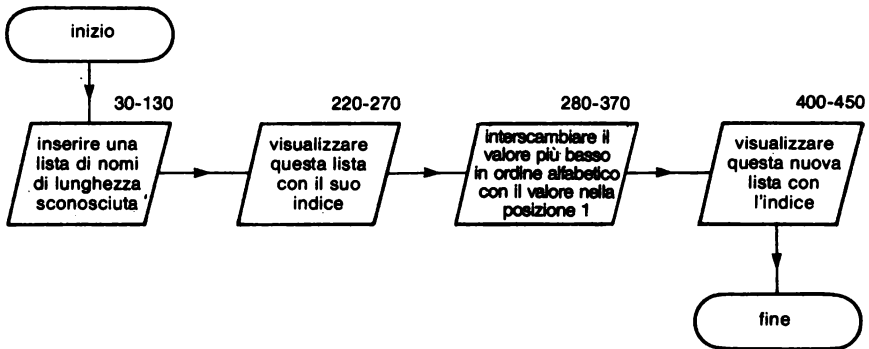 inizio
30-130
inserire una
lista di nomi
di lunghezza
sconosciuta
220-270
visualizzare
questa lista
con il suo
indice
280-370
interscambiare il
valore più basso
in ordine alfabetico
con il valore nella
posizione 1
400-450
visualizzare
questa nuova
lista con
l'indice
fine